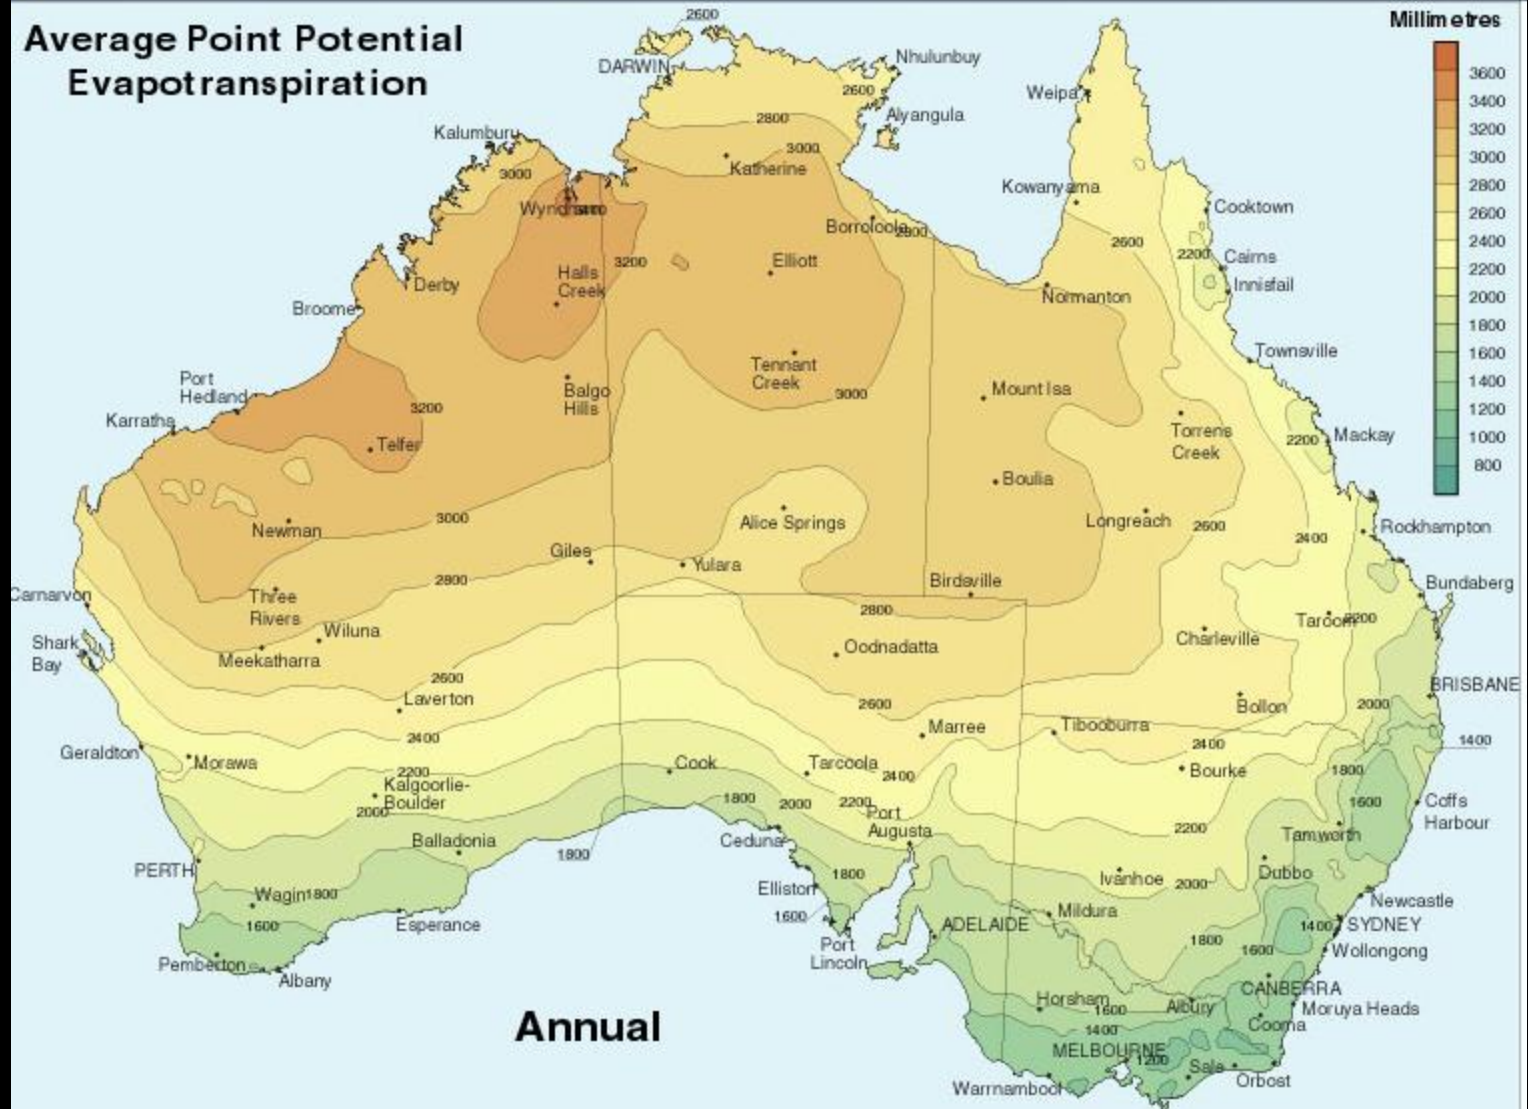 Average Point Potential
Evapotranspiration
Millimetres
3600
3400
3200
3000
2800
2600
2400
2200
2000
1800
1600
1400
1200
1000
800
2600
DARWIN
Nhulunbuy
2600
Weipa
Alyangula
2800
Kalumburu
3000
3000
Katherine
Kowanyama
Wyndham
Cooktown
Borroloola
2800
2600
2200
Cairns
3200
Elliott
Halls
Creek
Derby
Innisfail
Normanton
Broome
Townsville
Tennant
Creek
Port
Hedland
Balgo
Hills
Mount Isa
3000
3200
Karratha
Telfer
Torrens
Creek
2200
Mackay
Boulia
3000
Alice Springs
Longreach
2600
Newman
2400
Rockhampton
Giles
Yulara
2800
Birdsville
Bundaberg
Carnarvon
Three
Rivers
2800
Taroom
2200
Shark
Bay
Wiluna
Charleville
Meekatharra
Oodnadatta
2600
Laverton
2600
Bollon
2000
BRISBANE
Marree
Tibooburra
2400
2400
1400
Geraldton
Morawa
Cook
Tarcoola
2400
Bourke
1800
2200
Kalgoorlie-
Boulder
2000
1800
2000
2200
Port
Augusta
1600
Coffs
Harbour
2200
Tamworth
Balladonia
Ceduna
1800
PERTH
1800
Ivanhoe
2000
Dubbo
Wagin
1800
Elliston
Newcastle
1600
Esperance
1600
ADELAIDE
Mildura
1400
SYDNEY
Port
Lincoln
1800
1600
Wollongong
Pemberton
Albany
CANBERRA
Horsham
1600
Albury
Moruya Heads
Annual
1400
Cooma
MELBOURNE
1200
Sale
Orbost
Warrnambool